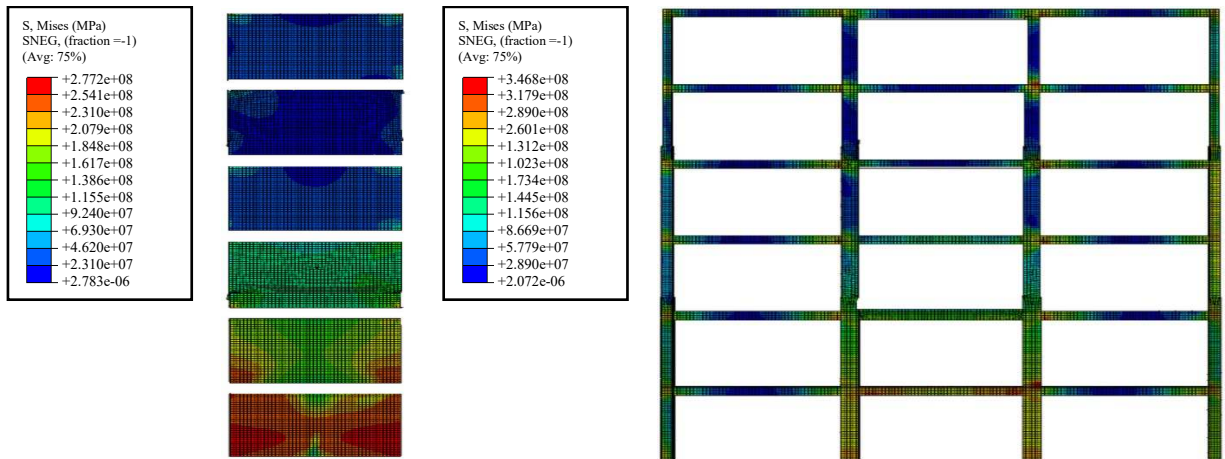 S, Mises (MPa)
SNEG, (fraction =-1)
(Avg: 75%)
+2.772e+08
+2.541e+08
+2.310e+08
+2.079e+08
+1.848e+08
+1.617e+08
+1.386e+08
+1.155e+08
+9.240e+07
+6.930e+07
+4.620e+07
+2.310e+07
+2.783e-06
S, Mises (MPa)
SNEG, (fraction =-1)
(Avg: 75%)
+3.468e+08
+3.179e+08
+2.890e+08
+2.601e+08
+1.312e+08
+1.023e+08
+1.734e+08
+1.445e+08
+1.156e+08
+8.669e+07
+5.779e+07
+2.890e+07
+2.072e-06